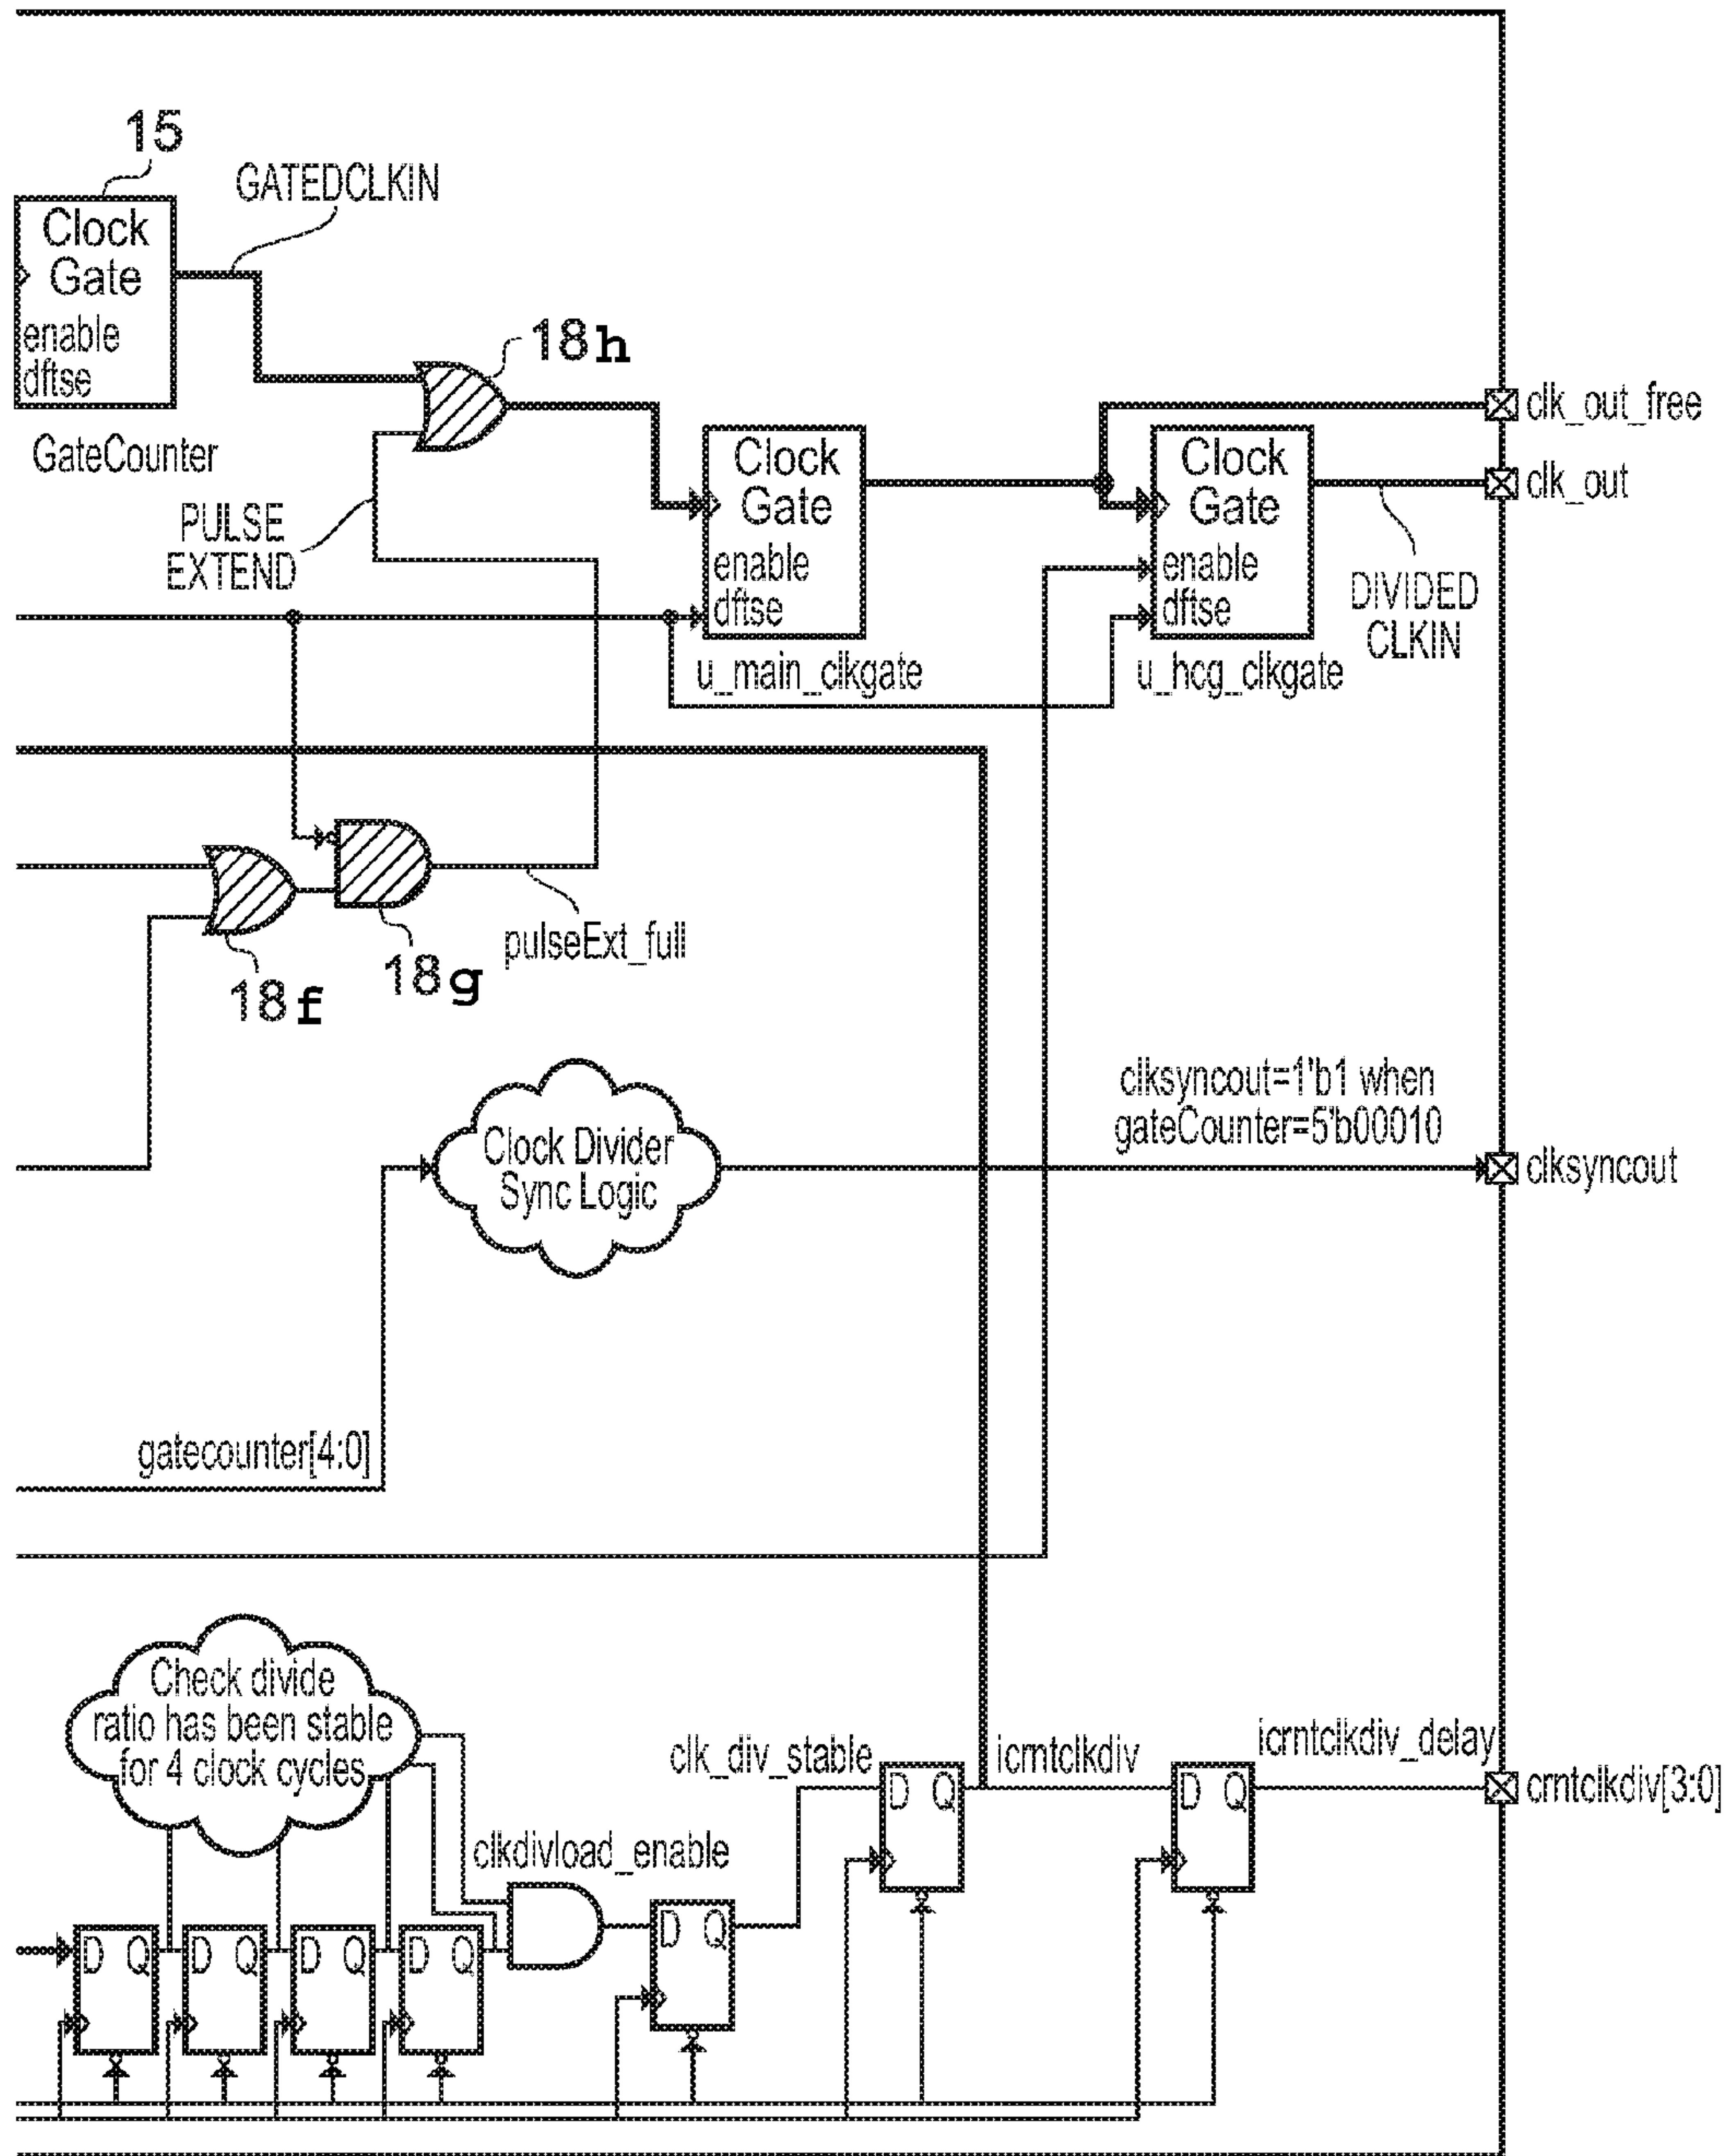 15
GATEDCLKIN
Clock
Gate
enable
dftse
GateCounter
18h
PULSE
EXTEND
Clock
Gate
enable
dftse
u_main_clkgate
Clock
Gate
enable
dftse
u_hcg_clkgate
clk_out_free
clk_out
DIVIDED
CLKIN
18f
18g
pulseExt_full
Clock Divider
Sync Logic
clksyncout=1'b1 when
gateCounter=5'b00010
clksyncout
gatecounter[4:0]
Check divide
ratio has been stable
for 4 clock cycles
clkdivload_enable
clk_div_stable
icrntclkdiv
icrntclkdiv_delay
crntclkdiv[3:0]
D Q
D Q
D Q
D Q
D Q
D Q
D Q